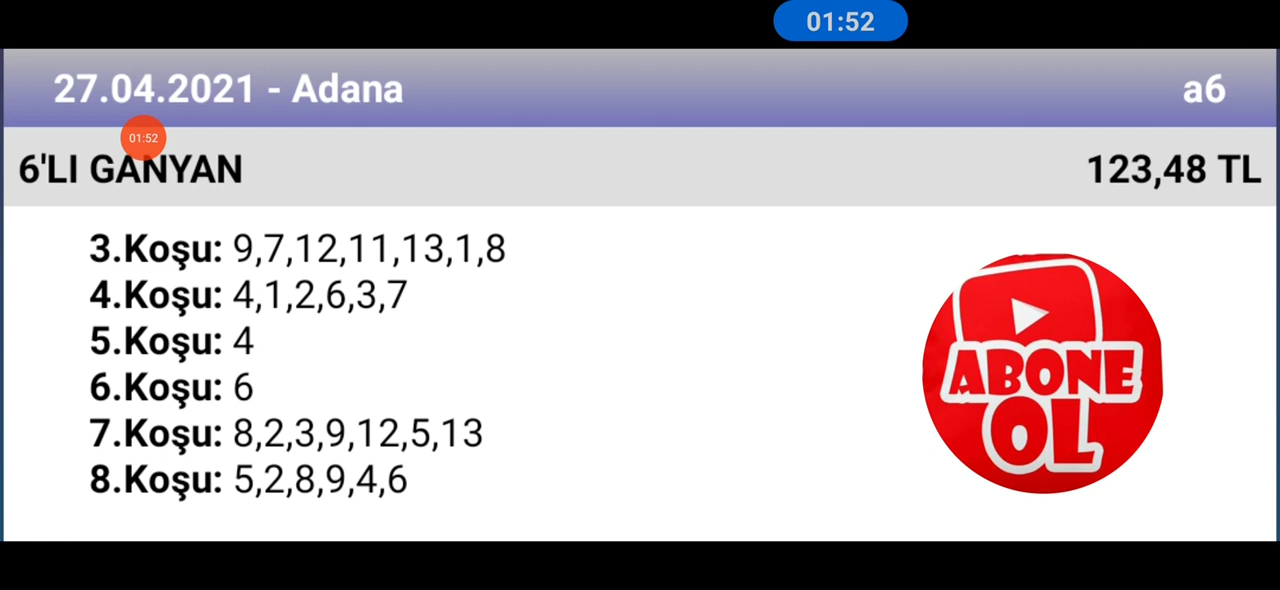 01:52
27.04.2021 - Adana a6
01:52
6'LI GANYAN 123,48 TL
3.Koşu: 9,7,12,11,13,1,8
4.Koşu: 4,1,2,6,3,7
5.Koşu: 4
6.Koşu: 6
7.Koşu: 8,2,3,9,12,5,13
8.Koşu: 5,2,8,9,4,6
ABONE
OL